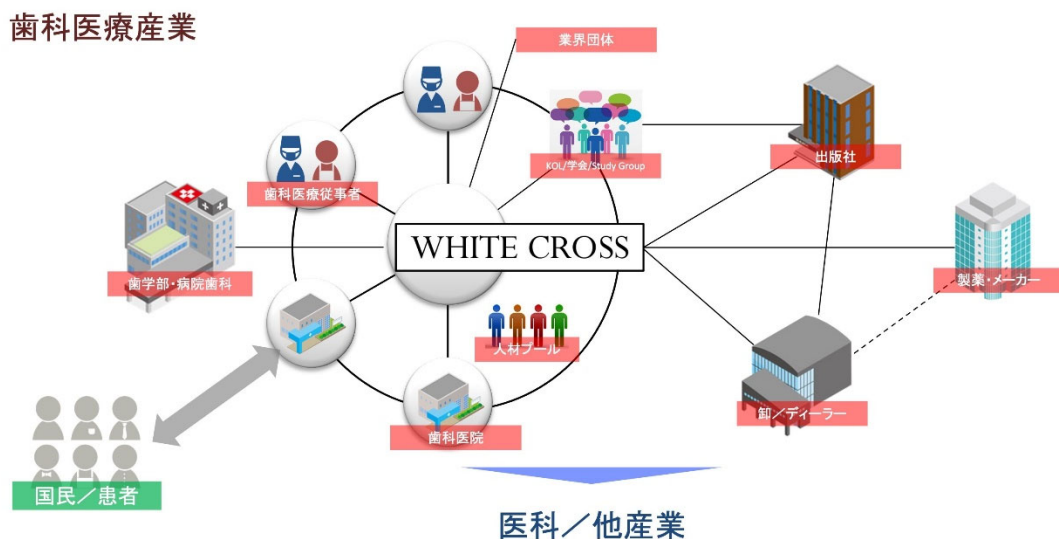 歯科医療産業
業界団体
KOL/学会/Study Group
出版社
歯科医療従事者
歯学部・病院歯科
WHITE CROSS
製薬・メーカー
人材プール
卸／ディーラー
歯科医院
国民／患者
医科／他産業